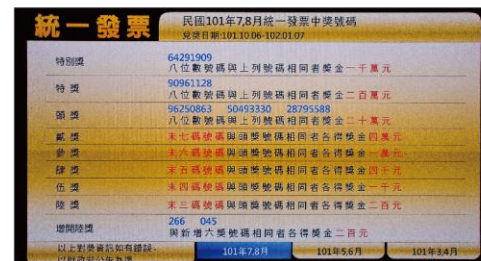 統一發票
民國101年7,8月統一發票中獎號碼
兌獎日期:101.10.06-102.01.07
特別獎
64291909
八位數號碼與上列號碼相同者獎金一千萬元
特 獎
90961128
八位數號碼與上列號碼相同者獎金二百萬元
頭 獎
96250863 50493330 28795588
八位數號碼與上列號碼相同者獎金二十萬元
貳 獎
末七碼號碼與頭獎號碼相同者各得獎金四萬元
參 獎
末六碼號碼與頭獎號碼相同者各得獎金一萬元
肆 獎
末五碼號碼與頭獎號碼相同者各得獎金四千元
伍 獎
末四碼號碼與頭獎號碼相同者各得獎金一千元
陸 獎
末三碼號碼與頭獎號碼相同者各得獎金二百元
增開陸獎
266 045
與新增六獎號碼相同者各得獎金二百元
以上對獎資訊如有錯誤,
101年7,8月
101年5,6月
101年3,4月